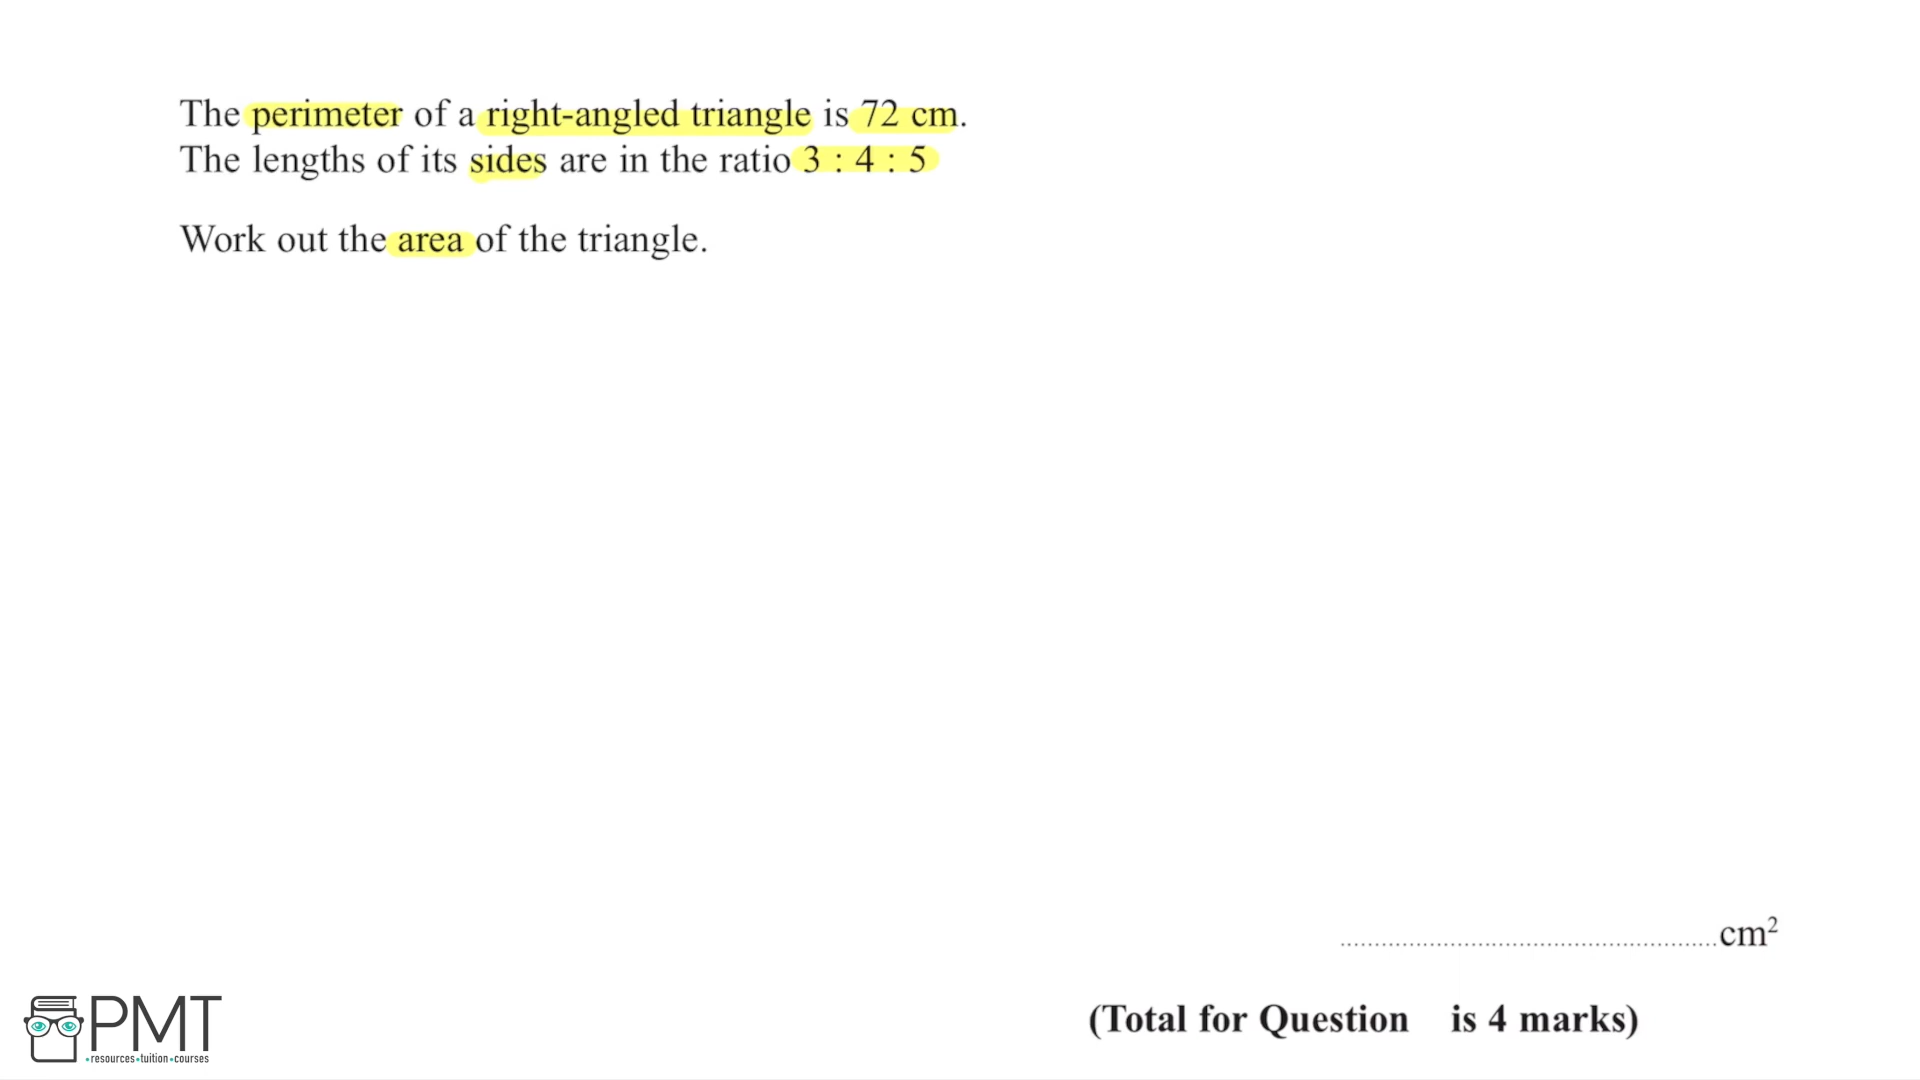 The perimeter of a right-angled triangle is 72 cm.
The lengths of its sides are in the ratio 3 : 4 : 5
Work out the area of the triangle.
........................................................cm²
(Total for Question is 4 marks)
PMT
•resources•tuition•courses